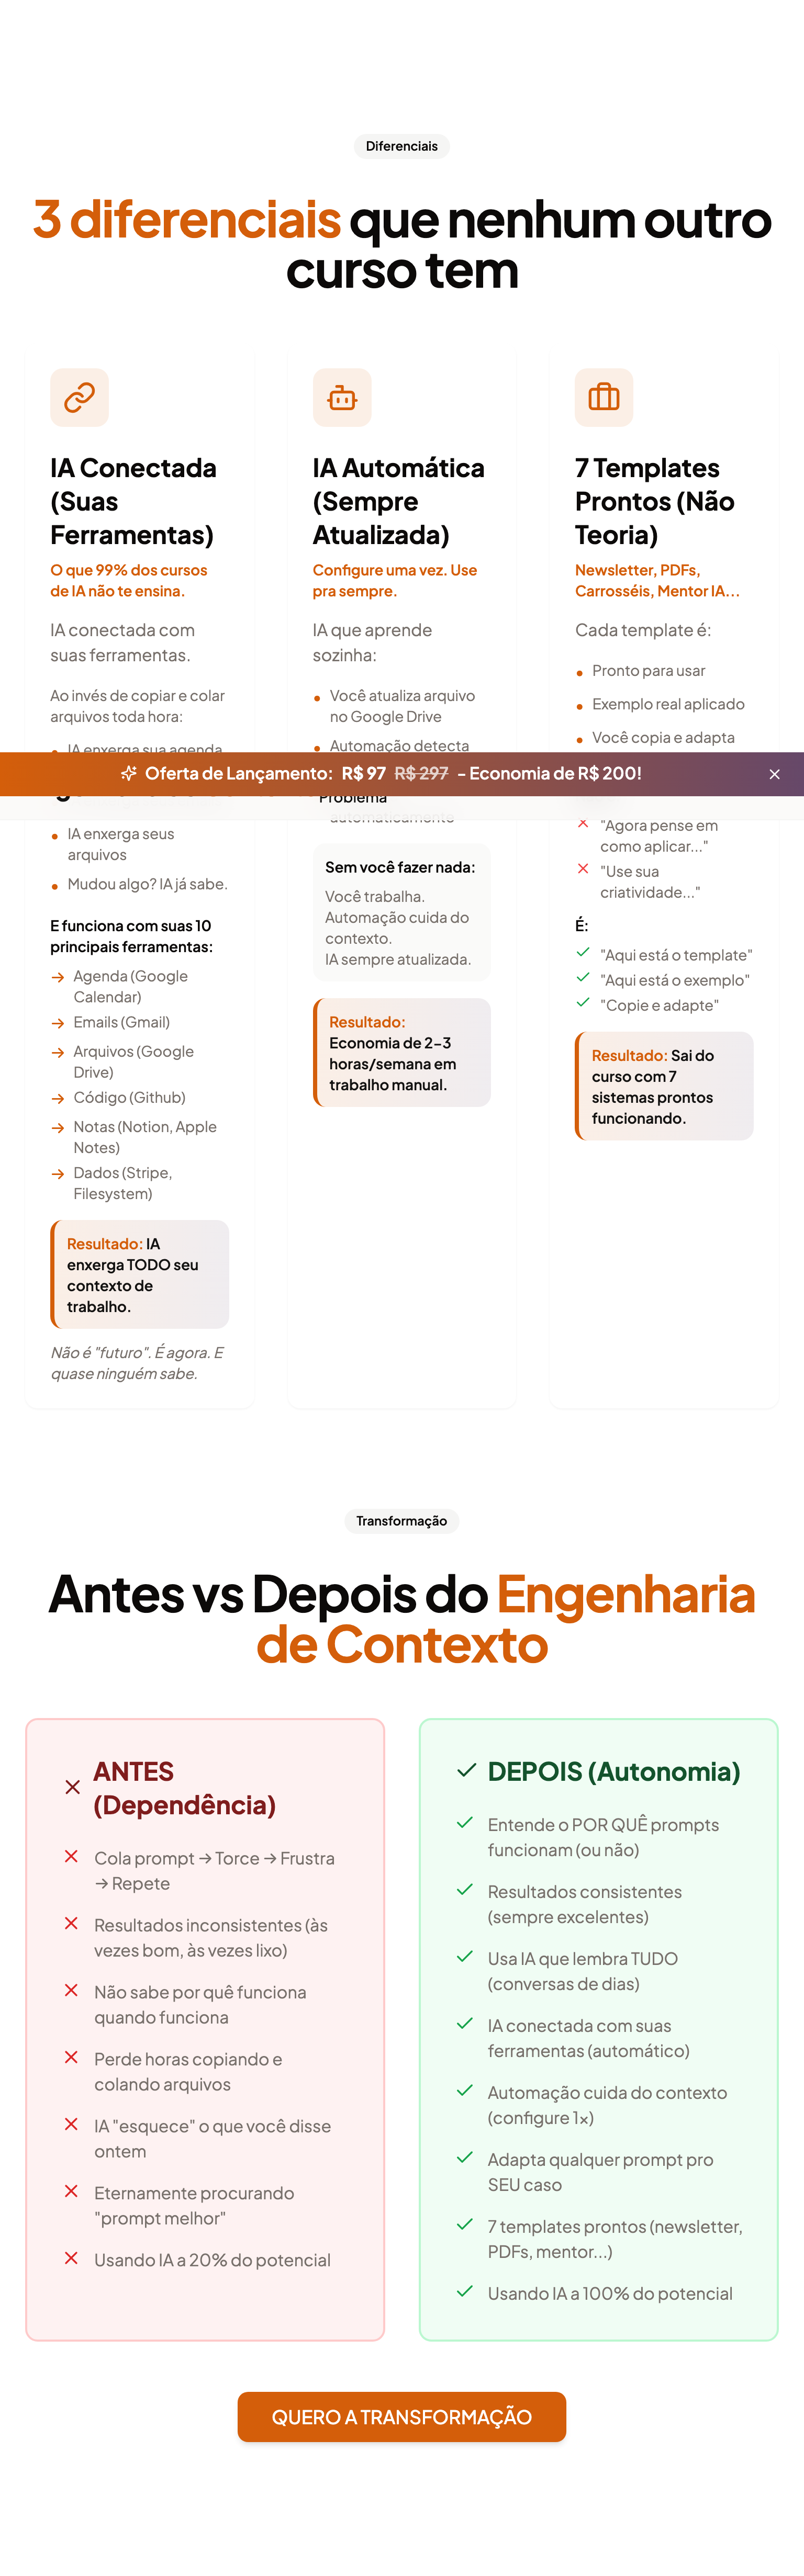 Diferenciais
3 diferenciais que nenhum outro
curso tem
IA Conectada
(Suas
Ferramentas)
O que 99% dos cursos
de IA não te ensina.
IA conectada com
suas ferramentas.
Ao invés de copiar e colar
arquivos toda hora:
IA enxerga sua agenda
IA enxerga seus
arquivos
Mudou algo? IA já sabe.
E funciona com suas 10
principais ferramentas:
→ Agenda (Google
Calendar)
→ Emails (Gmail)
→ Arquivos (Google
Drive)
→ Código (Github)
→ Notas (Notion, Apple
Notes)
→ Dados (Stripe,
Filesystem)
Resultado: IA
enxerga TODO seu
contexto de
trabalho.
Não é "futuro". É agora. E
quase ninguém sabe.
IA Automática
(Sempre
Atualizada)
Configure uma vez. Use
pra sempre.
IA que aprende
sozinha:
Você atualiza arquivo
no Google Drive
Automação detecta
Oferta de Lançamento: R$ 97 R$ 297 - Economia de R$ 200!
Problema
automaticamente
Sem você fazer nada:
Você trabalha.
Automação cuida do
contexto.
IA sempre atualizada.
Resultado:
Economia de 2-3
horas/semana em
trabalho manual.
7 Templates
Prontos (Não
Teoria)
Newsletter, PDFs,
Carrosséis, Mentor IA...
Cada template é:
Pronto para usar
Exemplo real aplicado
Você copia e adapta
"Agora pense em
como aplicar..."
"Use sua
criatividade..."
É:
"Aqui está o template"
"Aqui está o exemplo"
"Copie e adapte"
Resultado: Sai do
curso com 7
sistemas prontos
funcionando.
Transformação
Antes vs Depois do Engenharia
de Contexto
ANTES
(Dependência)
Cola prompt → Torce → Frustra
→ Repete
Resultados inconsistentes (às
vezes bom, às vezes lixo)
Não sabe por quê funciona
quando funciona
Perde horas copiando e
colando arquivos
IA "esquece" o que você disse
ontem
Eternamente procurando
"prompt melhor"
Usando IA a 20% do potencial
DEPOIS (Autonomia)
Entende o POR QUÊ prompts
funcionam (ou não)
Resultados consistentes
(sempre excelentes)
Usa IA que lembra TUDO
(conversas de dias)
IA conectada com suas
ferramentas (automático)
Automação cuida do contexto
(configure 1x)
Adapta qualquer prompt pro
SEU caso
7 templates prontos (newsletter,
PDFs, mentor...)
Usando IA a 100% do potencial
QUERO A TRANSFORMAÇÃO